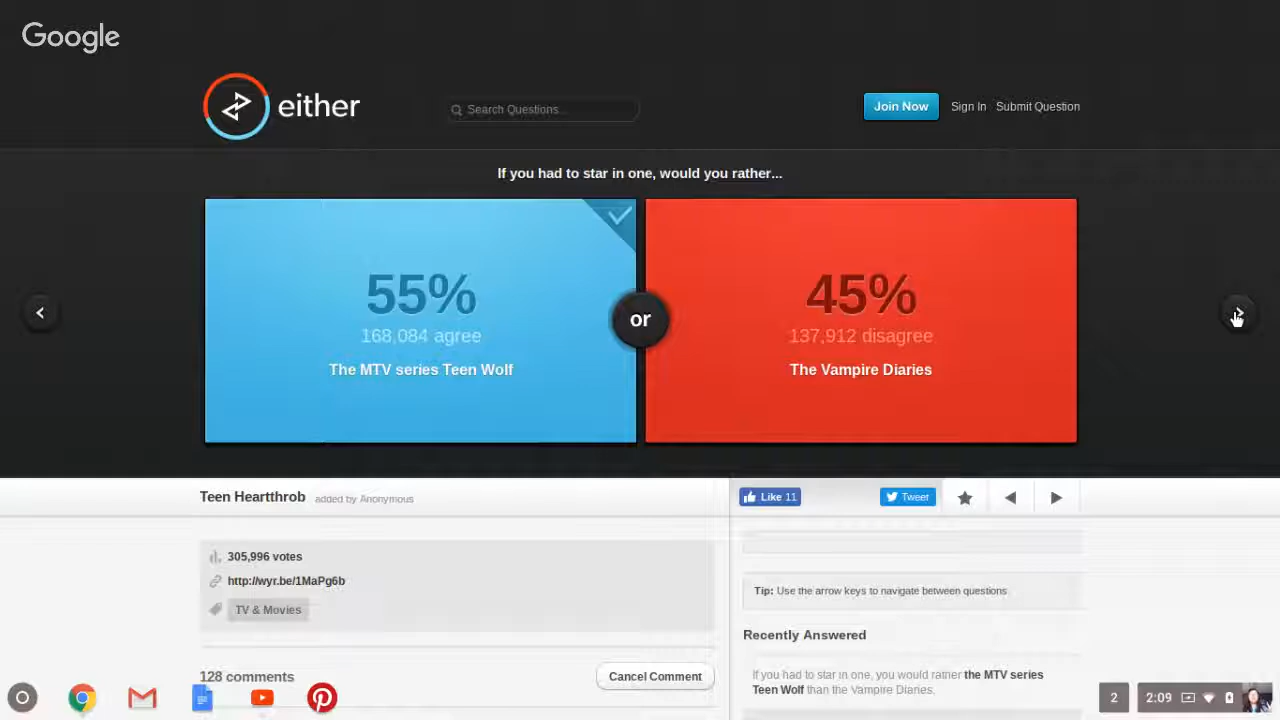 Google
either
Search Questions...
Join Now
Sign In
Submit Question
If you had to star in one, would you rather...
55%
168,084 agree
The MTV series Teen Wolf
or
45%
137,912 disagree
The Vampire Diaries
Teen Heartthrob added by Anonymous
Like 11
Tweet
305,996 votes
http://wyr.be/1MaPg6b
TV & Movies
Tip: Use the arrow keys to navigate between questions.
Recently Answered
128 comments
Cancel Comment
If you had to star in one, you would rather the MTV series
Teen Wolf than the Vampire Diaries.
2
2:09